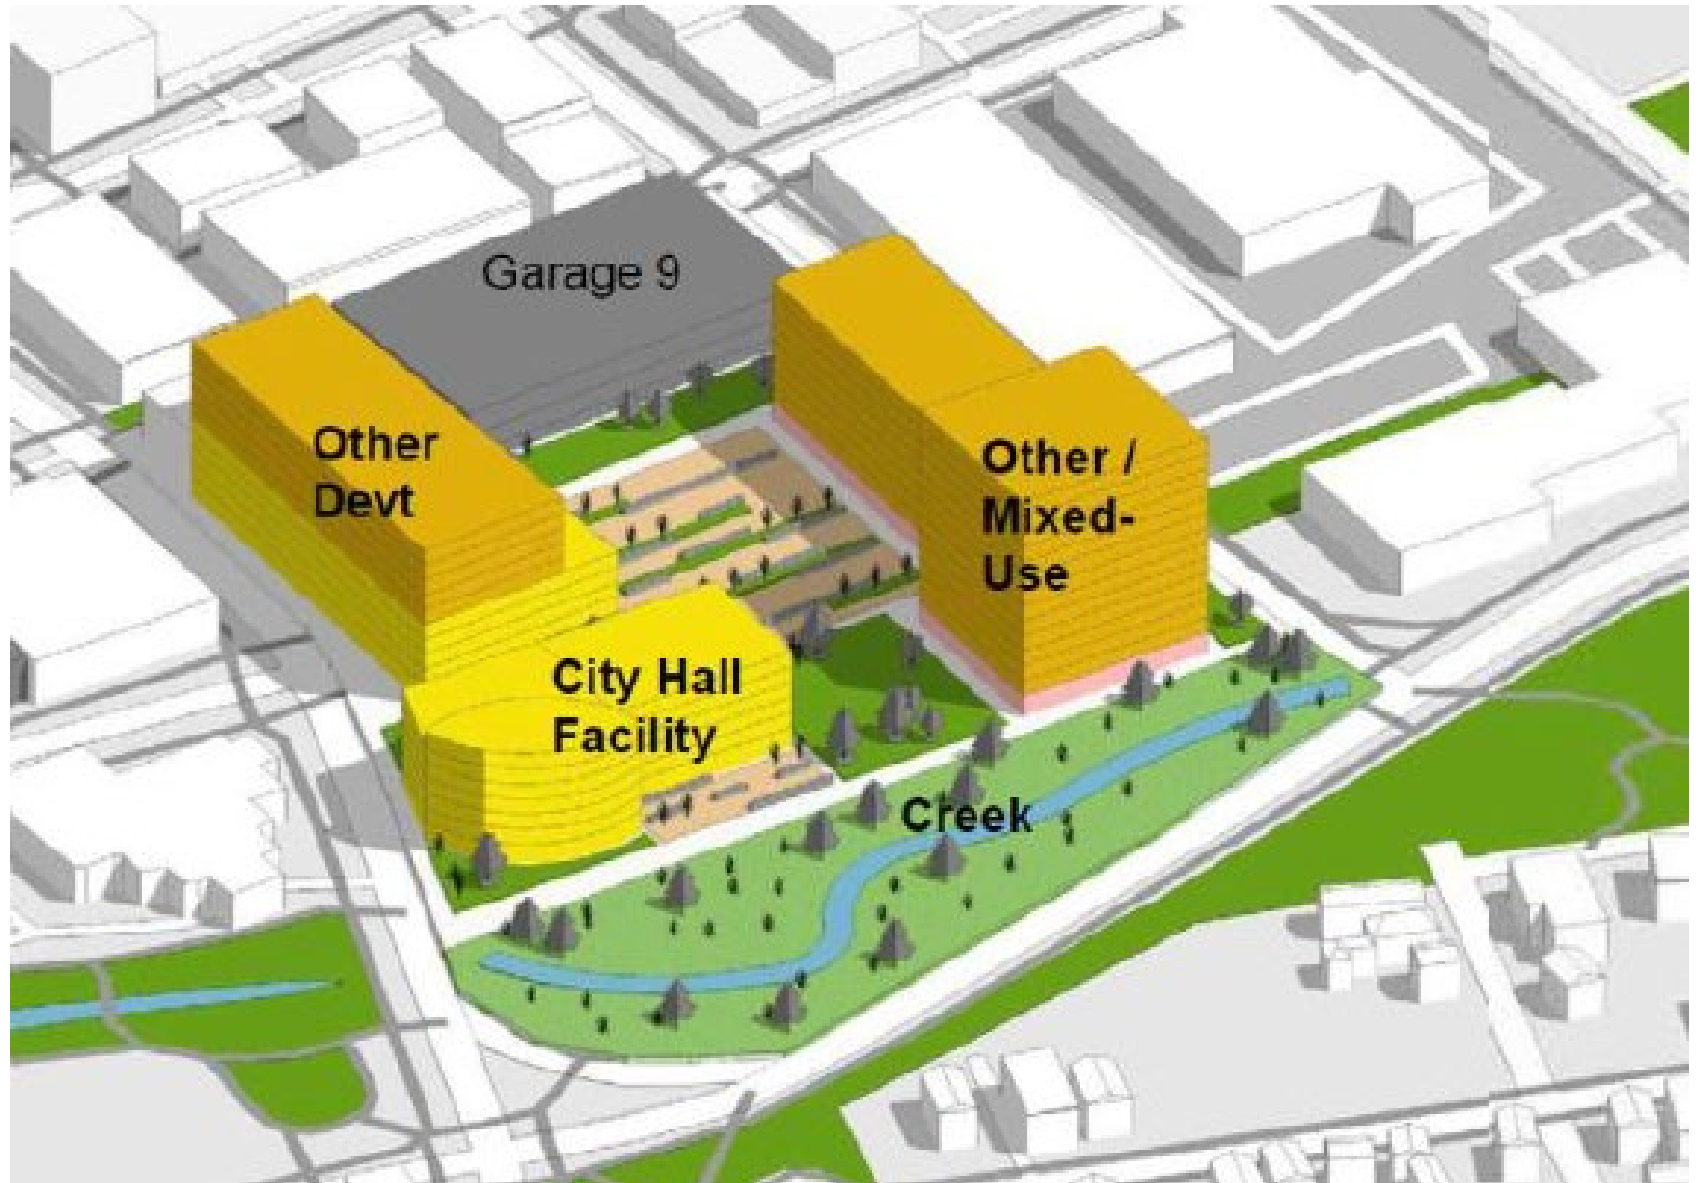 Garage 9
Other
Devt
Other /
Mixed-
Use
City Hall
Facility
Creek